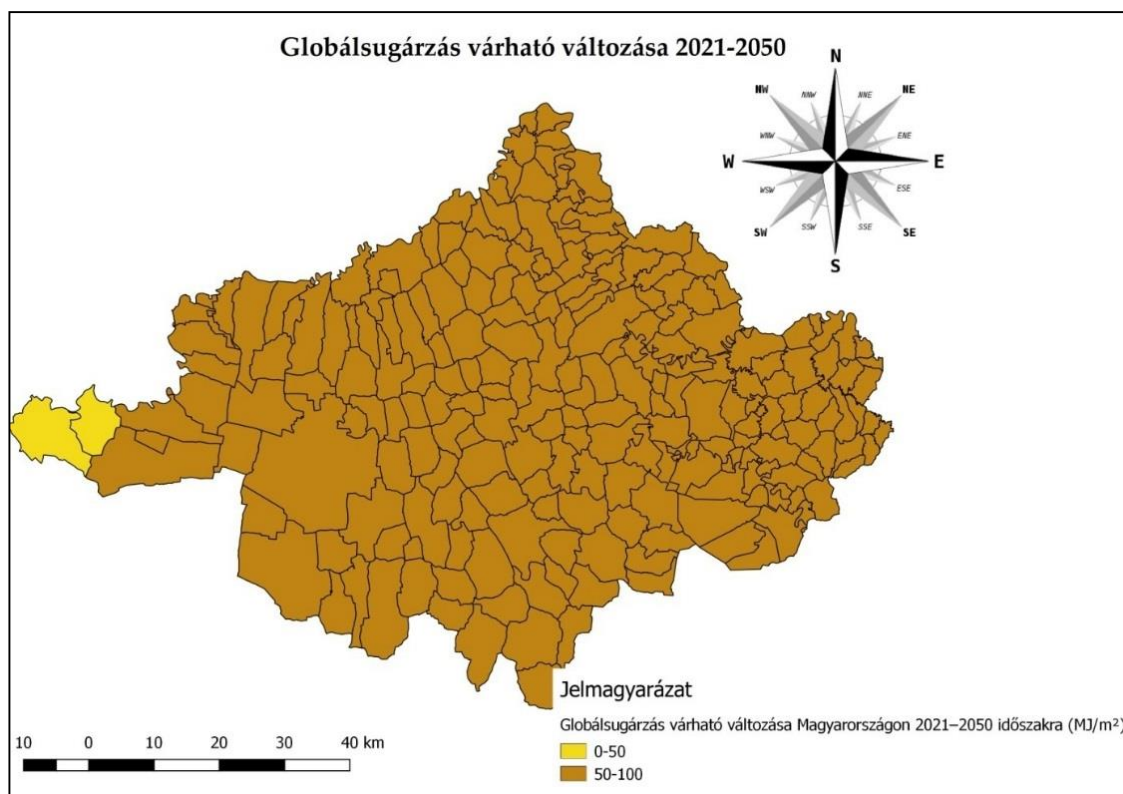 Globálsugárzás várható változása 2021-2050
N
NNW
NNE
NW
NE
WNW
ENE
W
E
WSW
ESE
SW
SE
SSW
SSE
S
Jelmagyarázat
Globálsugárzás várható változása Magyarországon 2021–2050 időszakra (MJ/m²)
0-50
50-100
10 0 10 20 30 40 km